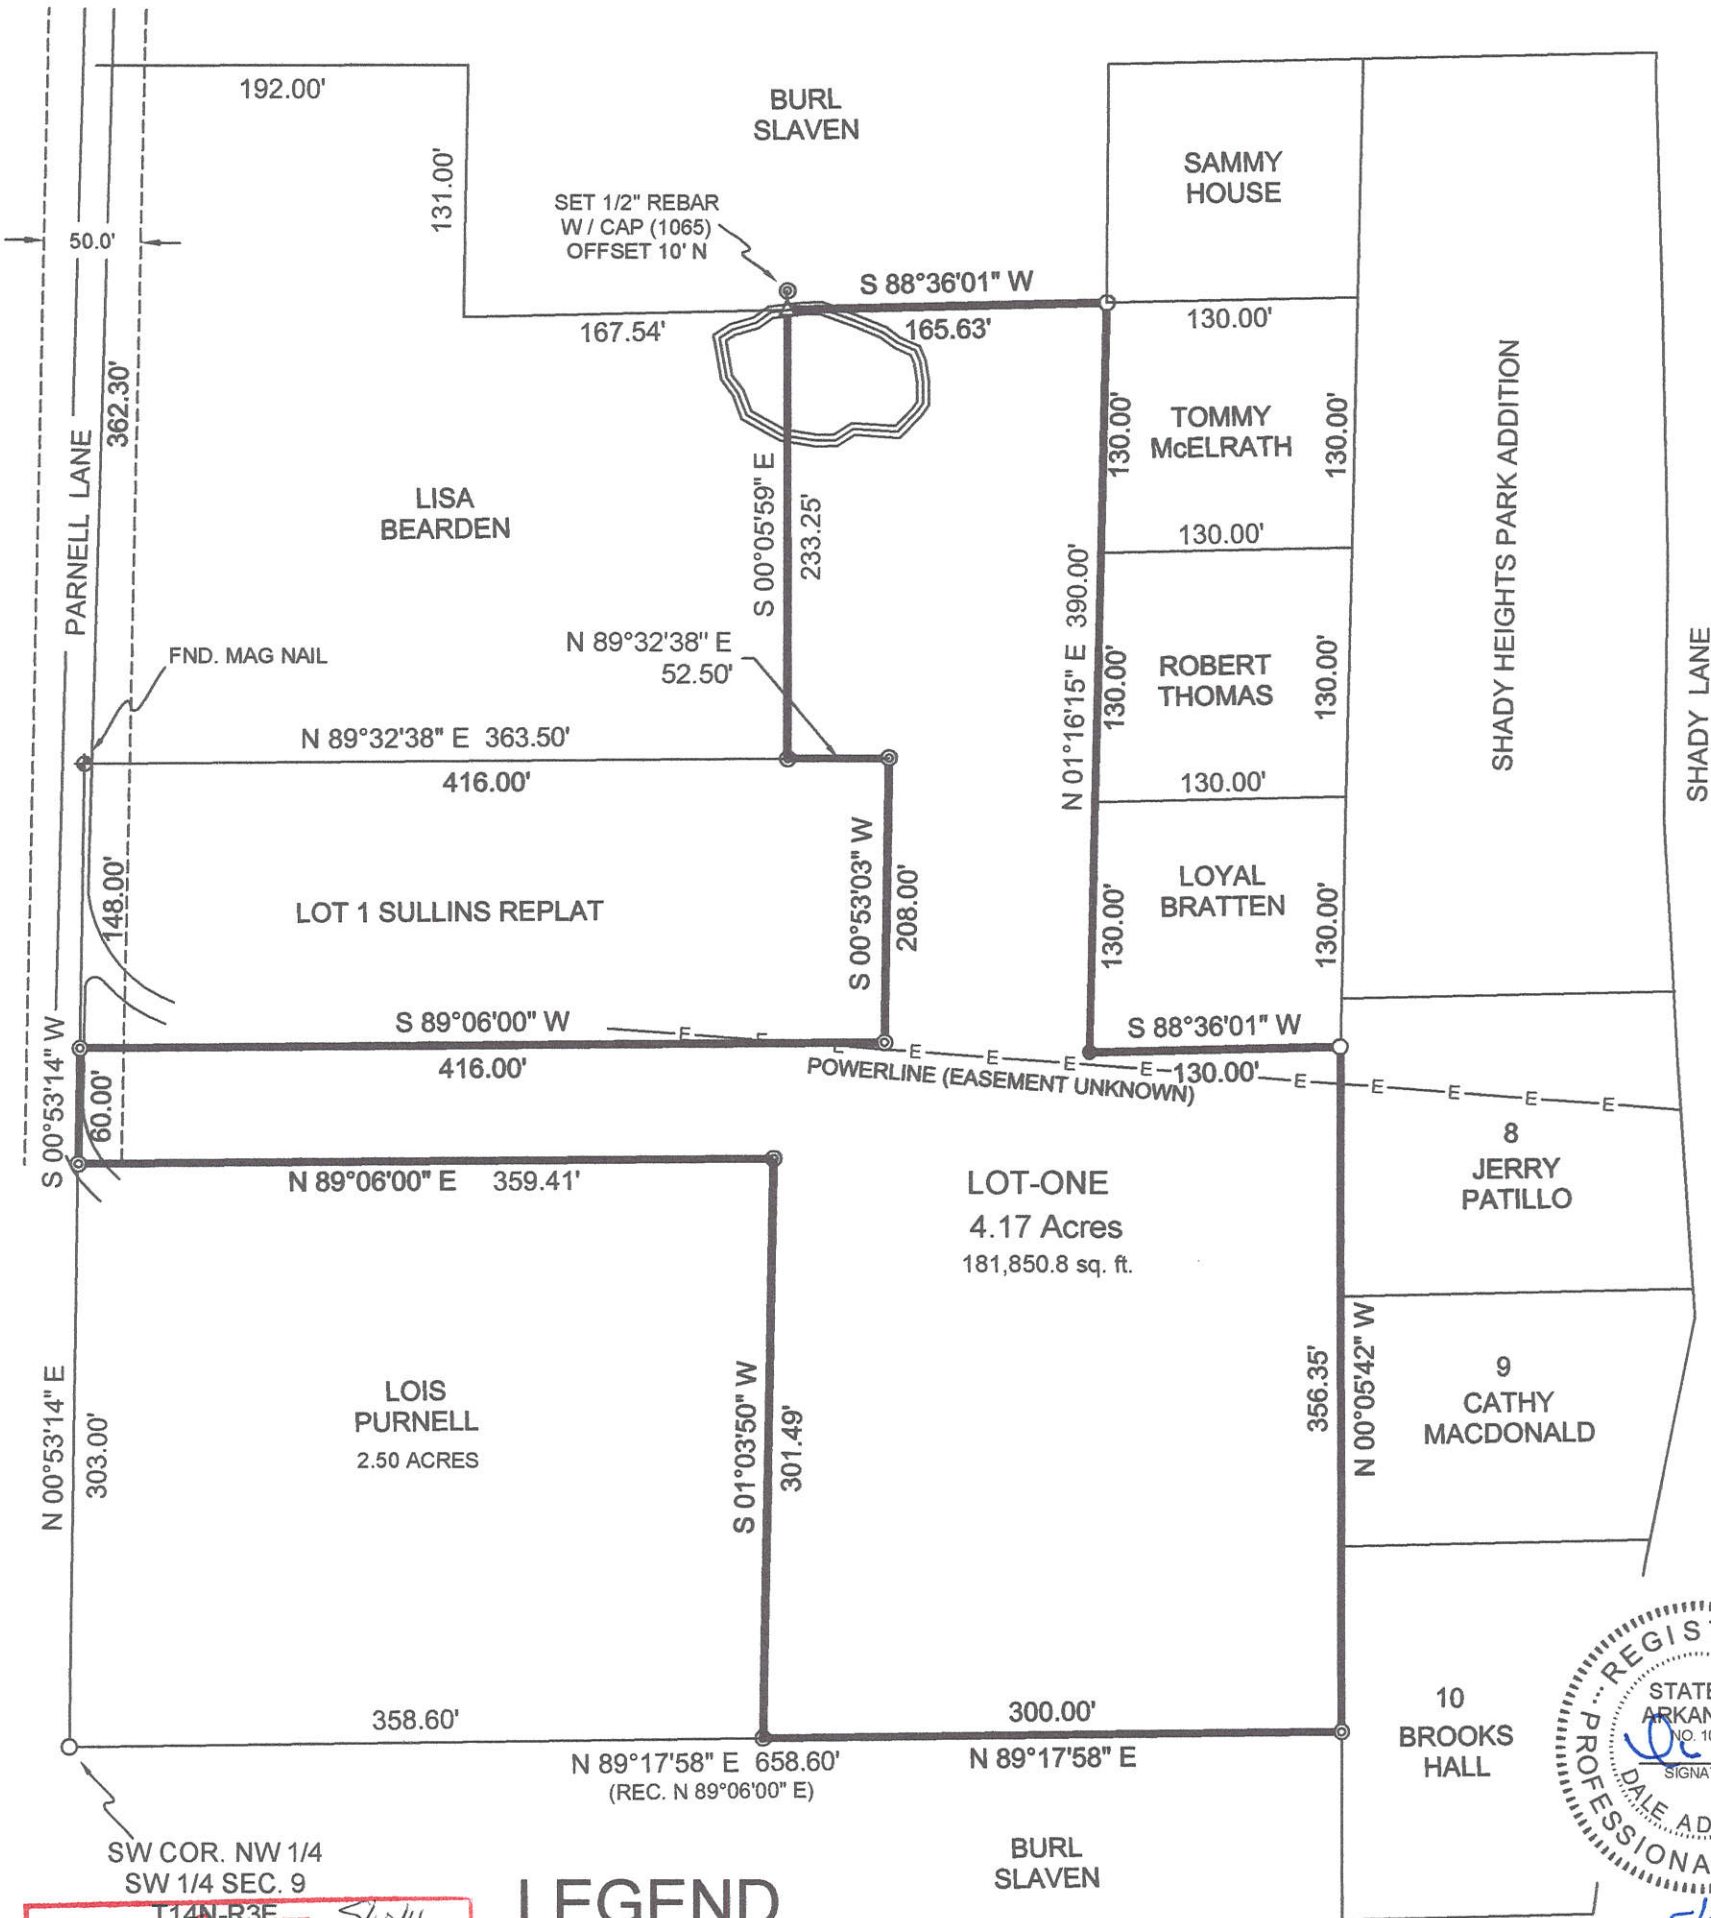 192.00'
BURL
SLAVEN
131.00'
SAMMY
HOUSE
SET 1/2" REBAR
W / CAP (1065)
OFFSET 10' N
50.0'
S 88°36'01" W
167.54'
165.63'
130.00'
362.30'
PARNELL LANE
LISA
BEARDEN
S 00°05'59" E
233.25'
130.00'
TOMMY
McELRATH
130.00'
SHADY HEIGHTS PARK ADDITION
130.00'
N 01°16'15" E 390.00'
FND. MAG NAIL
N 89°32'38" E
52.50'
130.00'
ROBERT
THOMAS
130.00'
SHADY LANE
N 89°32'38" E 363.50'
416.00'
130.00'
148.00'
LOT 1 SULLINS REPLAT
S 00°53'03" W
208.00'
130.00'
LOYAL
BRATTEN
130.00'
S 89°06'00" W
416.00'
E E E E E E E E E E E E
S 88°36'01" W
130.00'
POWERLINE (EASEMENT UNKNOWN)
S 00°53'14" W
60.00'
N 89°06'00" E 359.41'
LOT-ONE
4.17 Acres
181,850.8 sq. ft.
8
JERRY
PATILLO
N 00°53'14" E
303.00'
LOIS
PURNELL
2.50 ACRES
S 01°03'50" W
301.49'
356.35'
N 00°05'42" W
9
CATHY
MACDONALD
358.60'
300.00'
N 89°17'58" E 658.60'
(REC. N 89°06'00" E)
N 89°17'58" E
10
BROOKS
HALL
REGIST
STATE
ARKAN
NO. 10
SIGNA
DALE AD
PROFESSIONA
SW COR. NW 1/4
SW 1/4 SEC. 9
T14N-R3E
LEGEND
BURL
SLAVEN